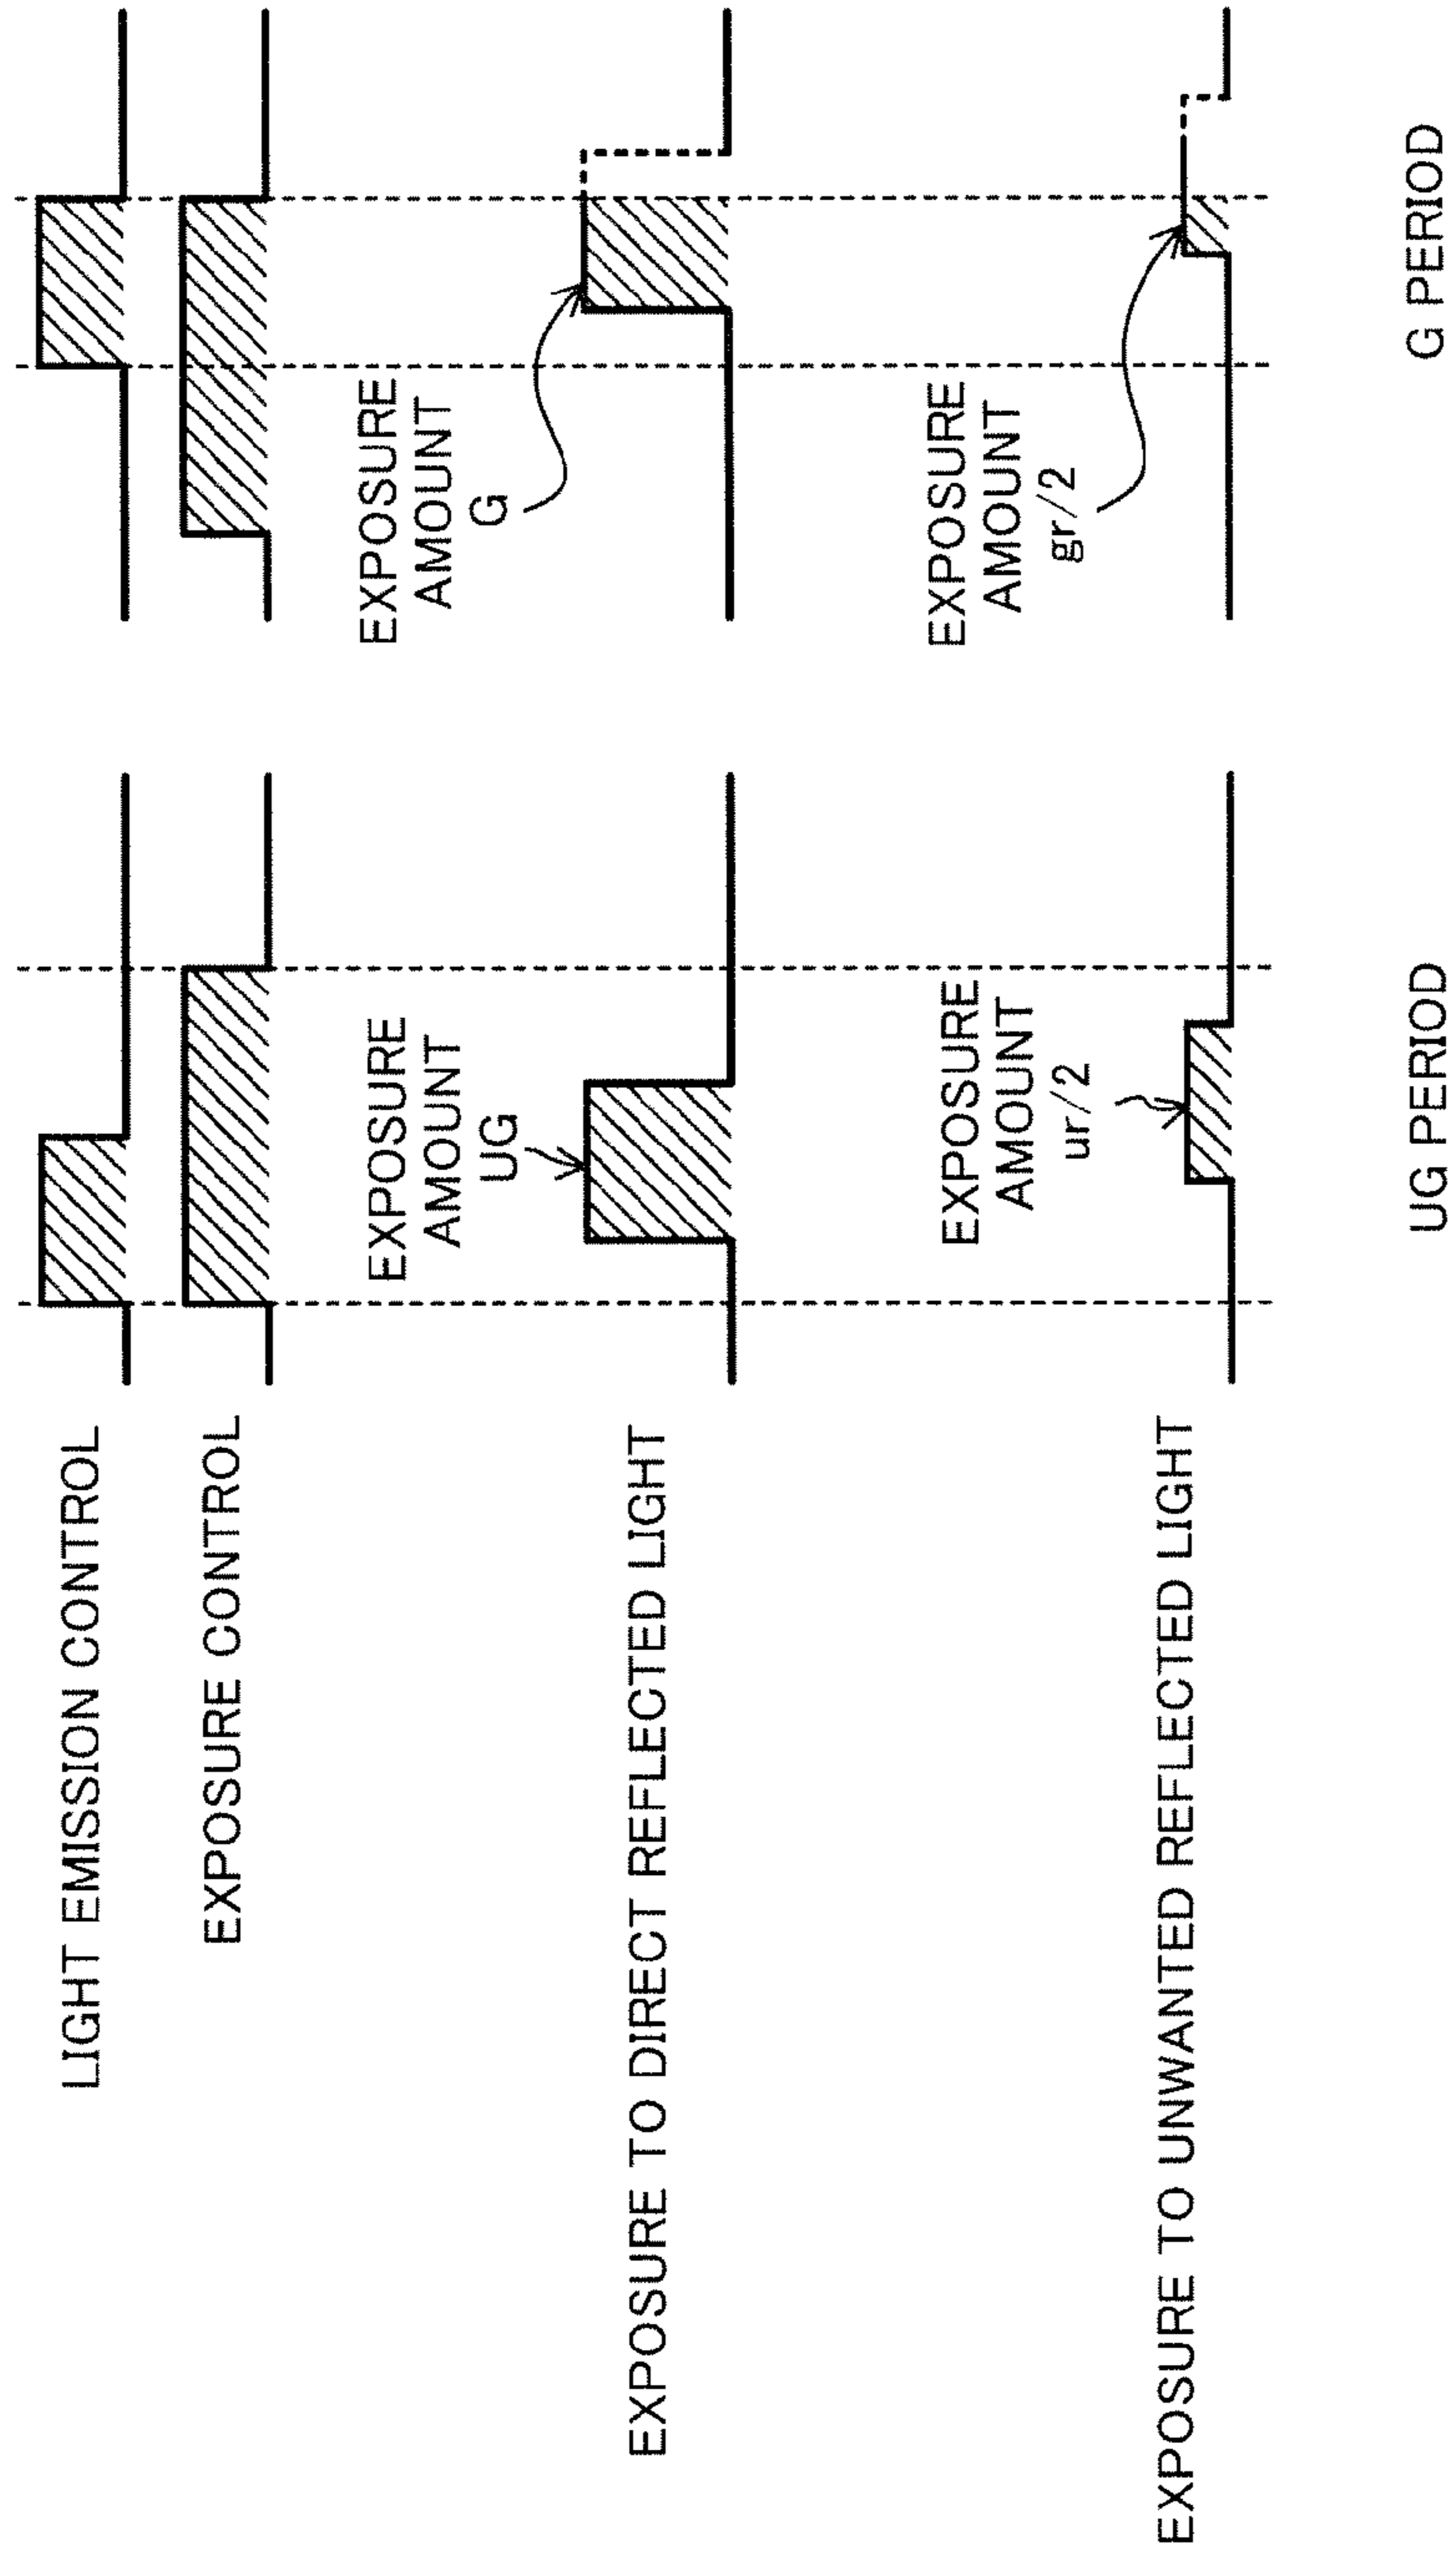 LIGHT EMISSION CONTROL
EXPOSURE CONTROL
EXPOSURE
AMOUNT
UG
EXPOSURE
AMOUNT
G
EXPOSURE TO DIRECT REFLECTED LIGHT
EXPOSURE
AMOUNT
ur/2
EXPOSURE
AMOUNT
gr/2
EXPOSURE TO UNWANTED REFLECTED LIGHT
UG PERIOD
G PERIOD